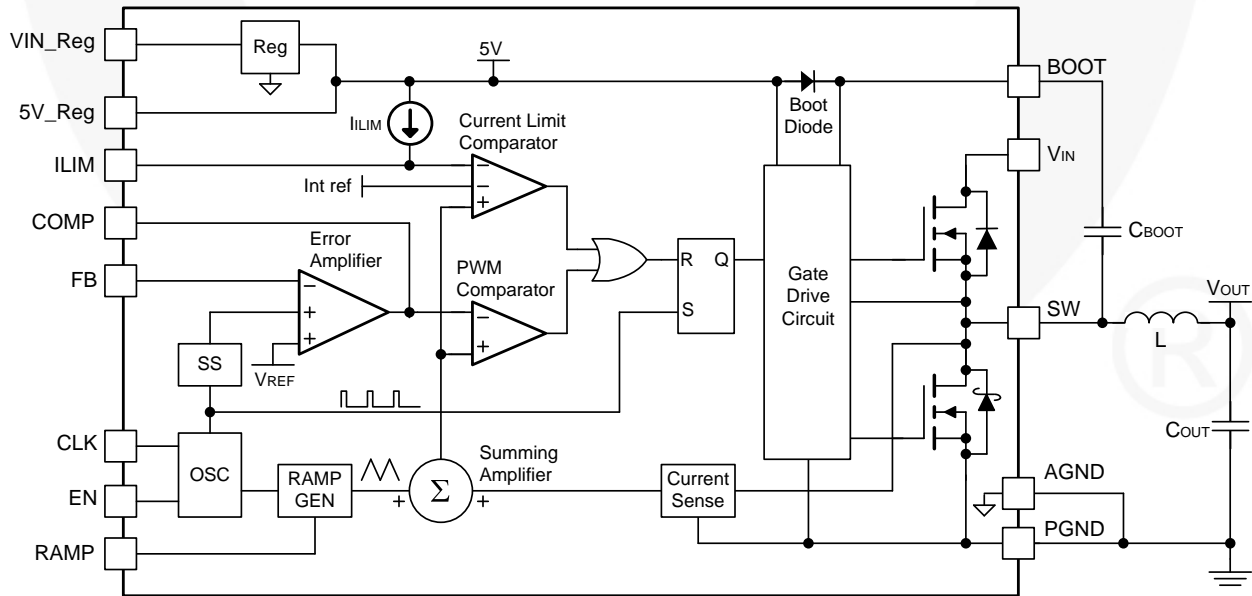 VIN_Reg
Reg
5V
5V_Reg
BOOT
Boot
Diode
IILIM
Current Limit
Comparator
ILIM
VIN
Int ref
COMP
CBOOT
Error
Amplifier
PWM
Comparator
FB
R Q
S
Gate
Drive
Circuit
VOUT
SW
L
SS
VREF
COUT
CLK
OSC
EN
RAMP
GEN
Σ
Summing
Amplifier
Current
Sense
AGND
RAMP
PGND
®